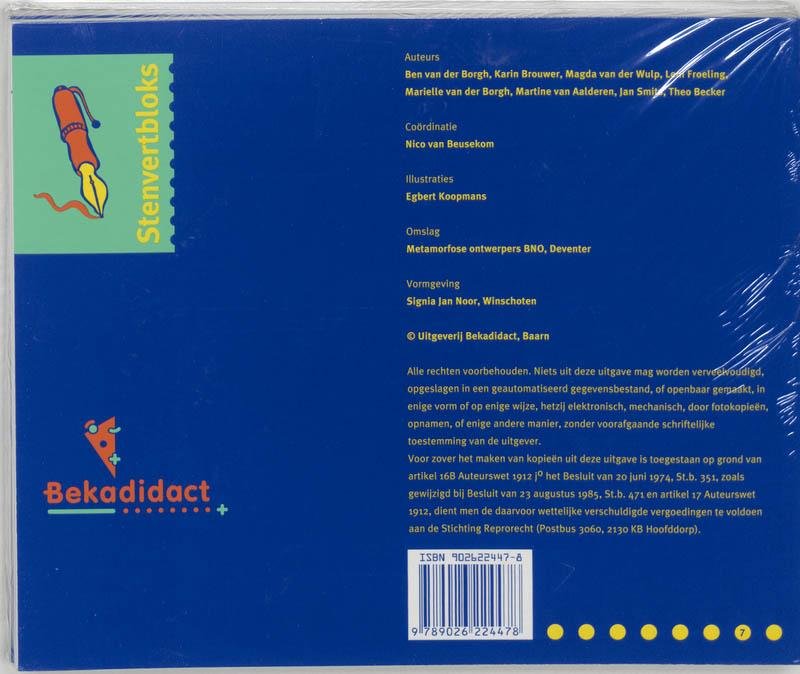 Stenvertbloks
Auteurs
Ben van der Borgh, Karin Brouwer, Magda van der Wulp, Leni Froeling,
Marielle van der Borgh, Martine van Aalderen, Jan Smits, Theo Becker
Coördinatie
Nico van Beusekom
Illustraties
Egbert Koopmans
Omslag
Metamorfose ontwerpers BNO, Deventer
Vormgeving
Signia Jan Noor, Winschoten
© Uitgeverij Bekadidact, Baarn
Alle rechten voorbehouden. Niets uit deze uitgave mag worden verveelvoudigd,
opgeslagen in een geautomatiseerd gegevensbestand, of openbaar gemaakt, in
enige vorm of op enige wijze, hetzij elektronisch, mechanisch, door fotokopieën,
opnamen, of enige andere manier, zonder voorafgaande schriftelijke
toestemming van de uitgever.
Voor zover het maken van kopieën uit deze uitgave is toegestaan op grond van
artikel 16B Auteurswet 1912 jº het Besluit van 20 juni 1974, St.b. 351, zoals
gewijzigd bij Besluit van 23 augustus 1985, St.b. 471 en artikel 17 Auteurswet
1912, dient men de daarvoor wettelijke verschuldigde vergoedingen te voldoen
aan de Stichting Reprorecht (Postbus 3060, 2130 KB Hoofddorp).
Bekadidact
ISBN 902622447-8
9 789026 224478
7